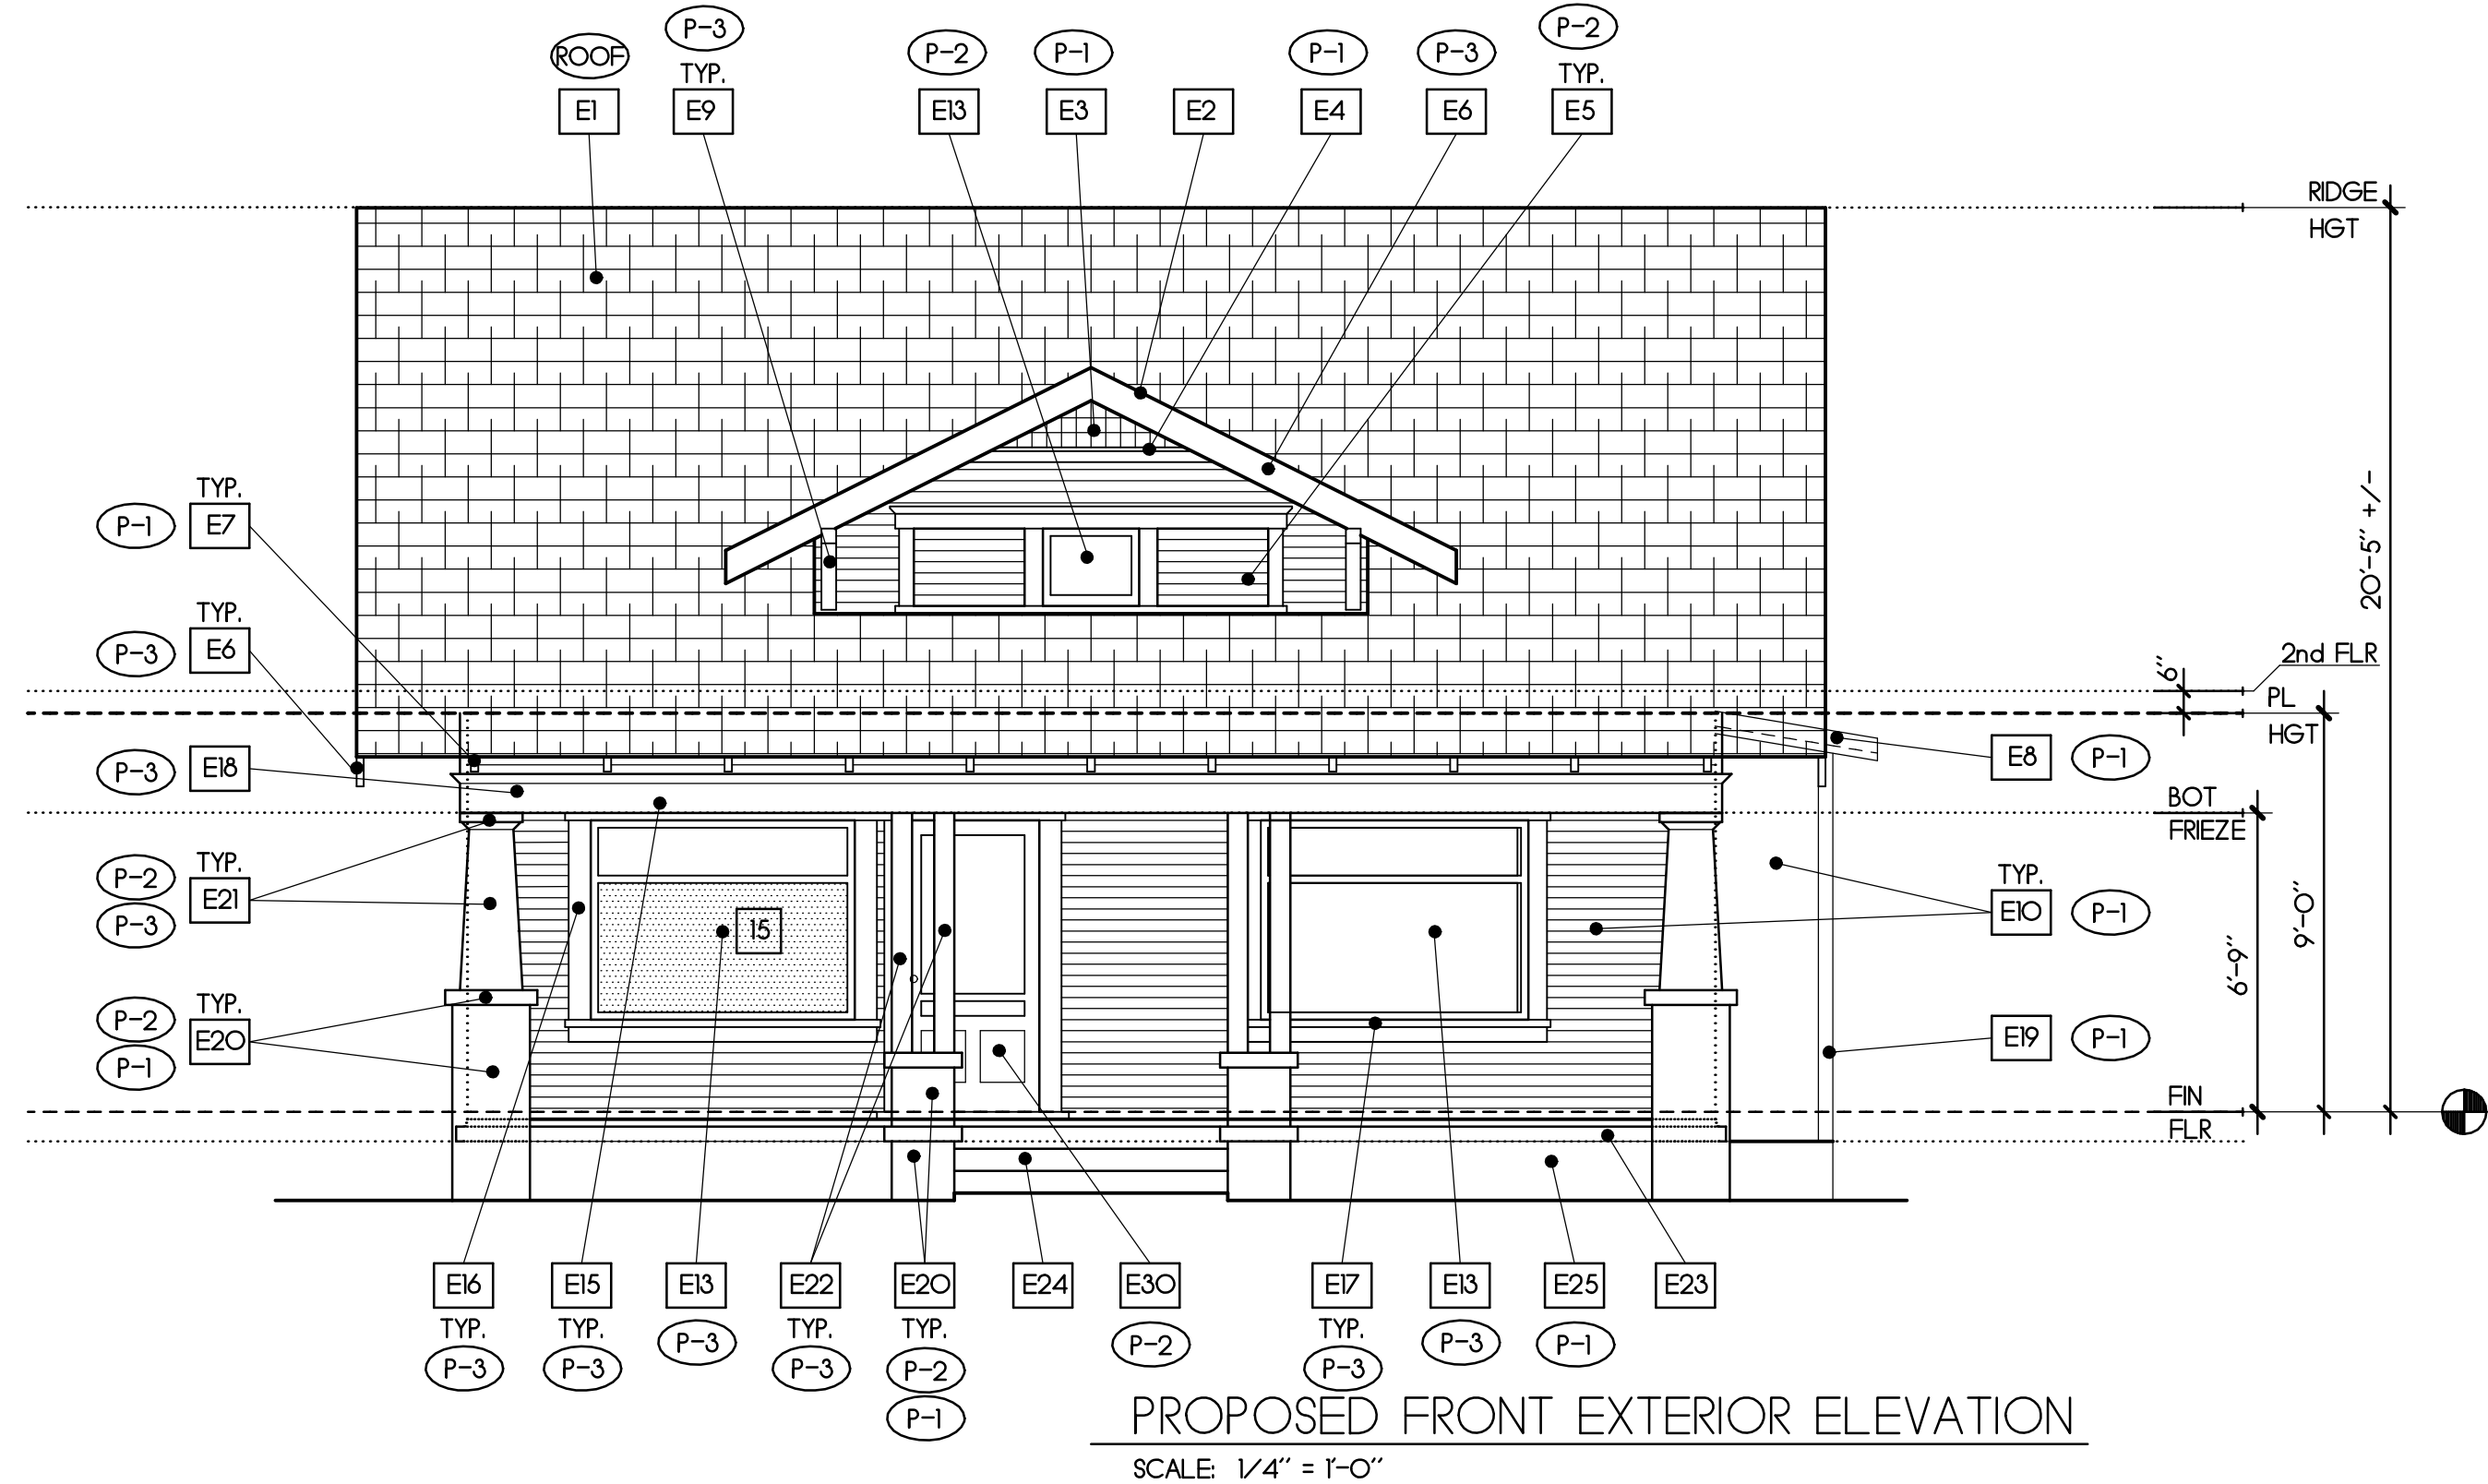 ROOF
E1
P-3
TYP.
E9
P-2
E13
P-1
E3
E2
P-1
E4
P-3
E6
P-2
TYP.
E5
RIDGE
HGT
20'-5" +/-
6"
2nd FLR
PL
HGT
TYP.
P-1
E7
TYP.
P-3
E6
P-3
E18
E8
P-1
BOT
FRIEZE
TYP.
P-2
E21
P-3
15
TYP.
E10
P-1
6'-9"
9'-0"
TYP.
P-2
E20
P-1
E19
P-1
FIN
FLR
E16
TYP.
P-3
E15
TYP.
P-3
E13
P-3
E22
TYP.
P-3
E20
TYP.
P-2
P-1
E24
E30
P-2
E17
TYP.
P-3
E13
P-3
E25
P-1
E23
PROPOSED FRONT EXTERIOR ELEVATION
SCALE: 1/4" = 1'-0"